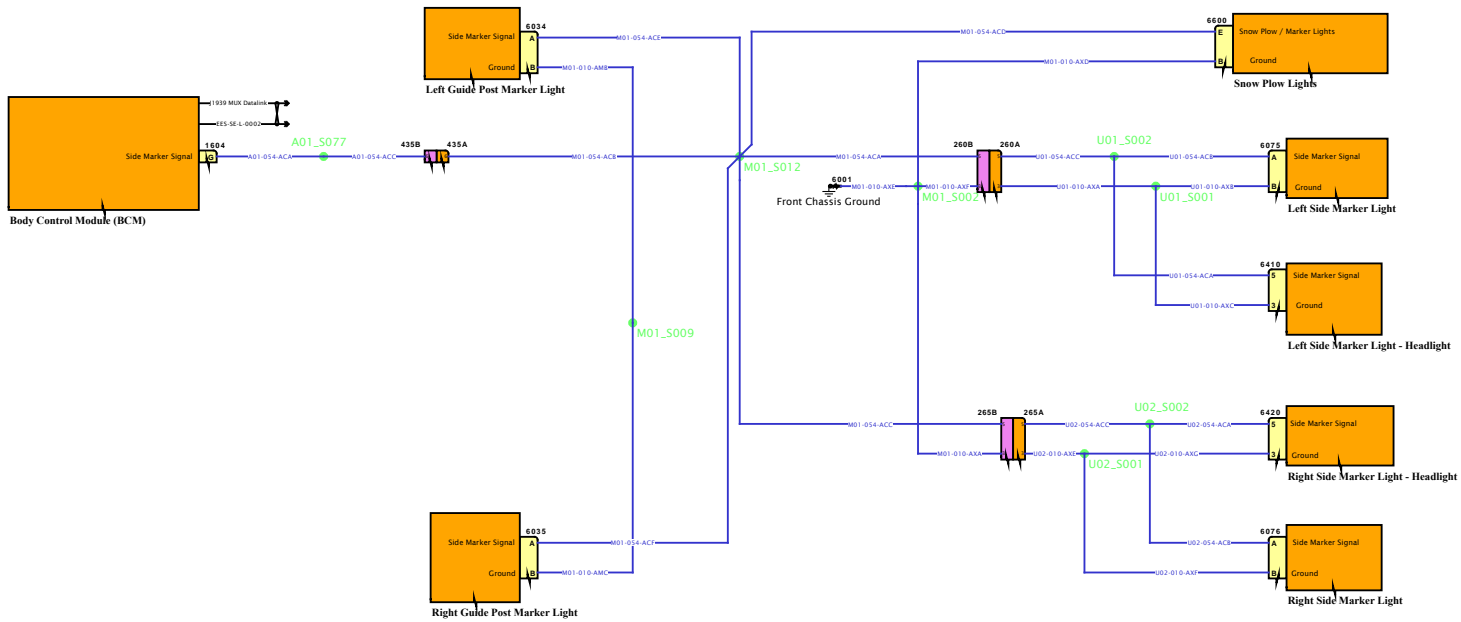 6034
Side Marker Signal
A
M01-054-ACE
Ground
B
M01-010-AMB
Left Guide Post Marker Light
6600
E
Snow Plow / Marker Lights
M01-054-ACD
B
Ground
M01-010-AXD
Snow Plow Lights
J1939 MUX Datalink
EES-SE-L-0002
1604
Side Marker Signal
G
A01-054-ACA
A01_S077
A01-054-ACC
435B
435A
M01-054-ACB
M01_S012
M01-054-ACA
Body Control Module (BCM)
6001
Front Chassis Ground
M01-010-AXE
M01-010-AXF
M01_S002
260B
260A
U01-054-ACC
U01_S002
U01-054-ACB
U01-010-AXA
U01_S001
U01-010-AXB
6075
A
Side Marker Signal
B
Ground
Left Side Marker Light
6410
U01-054-ACA
5
Side Marker Signal
U01-010-AXC
3
Ground
Left Side Marker Light - Headlight
M01_S009
265B
265A
M01-054-ACC
U02-054-ACC
U02_S002
U02-054-ACA
M01-010-AXA
U02-010-AXE
U02_S001
U02-010-AXG
6420
5
Side Marker Signal
3
Ground
Right Side Marker Light - Headlight
6035
Side Marker Signal
A
M01-054-ACF
Ground
B
M01-010-AMC
Right Guide Post Marker Light
6076
U02-054-ACB
A
Side Marker Signal
U02-010-AXF
B
Ground
Right Side Marker Light